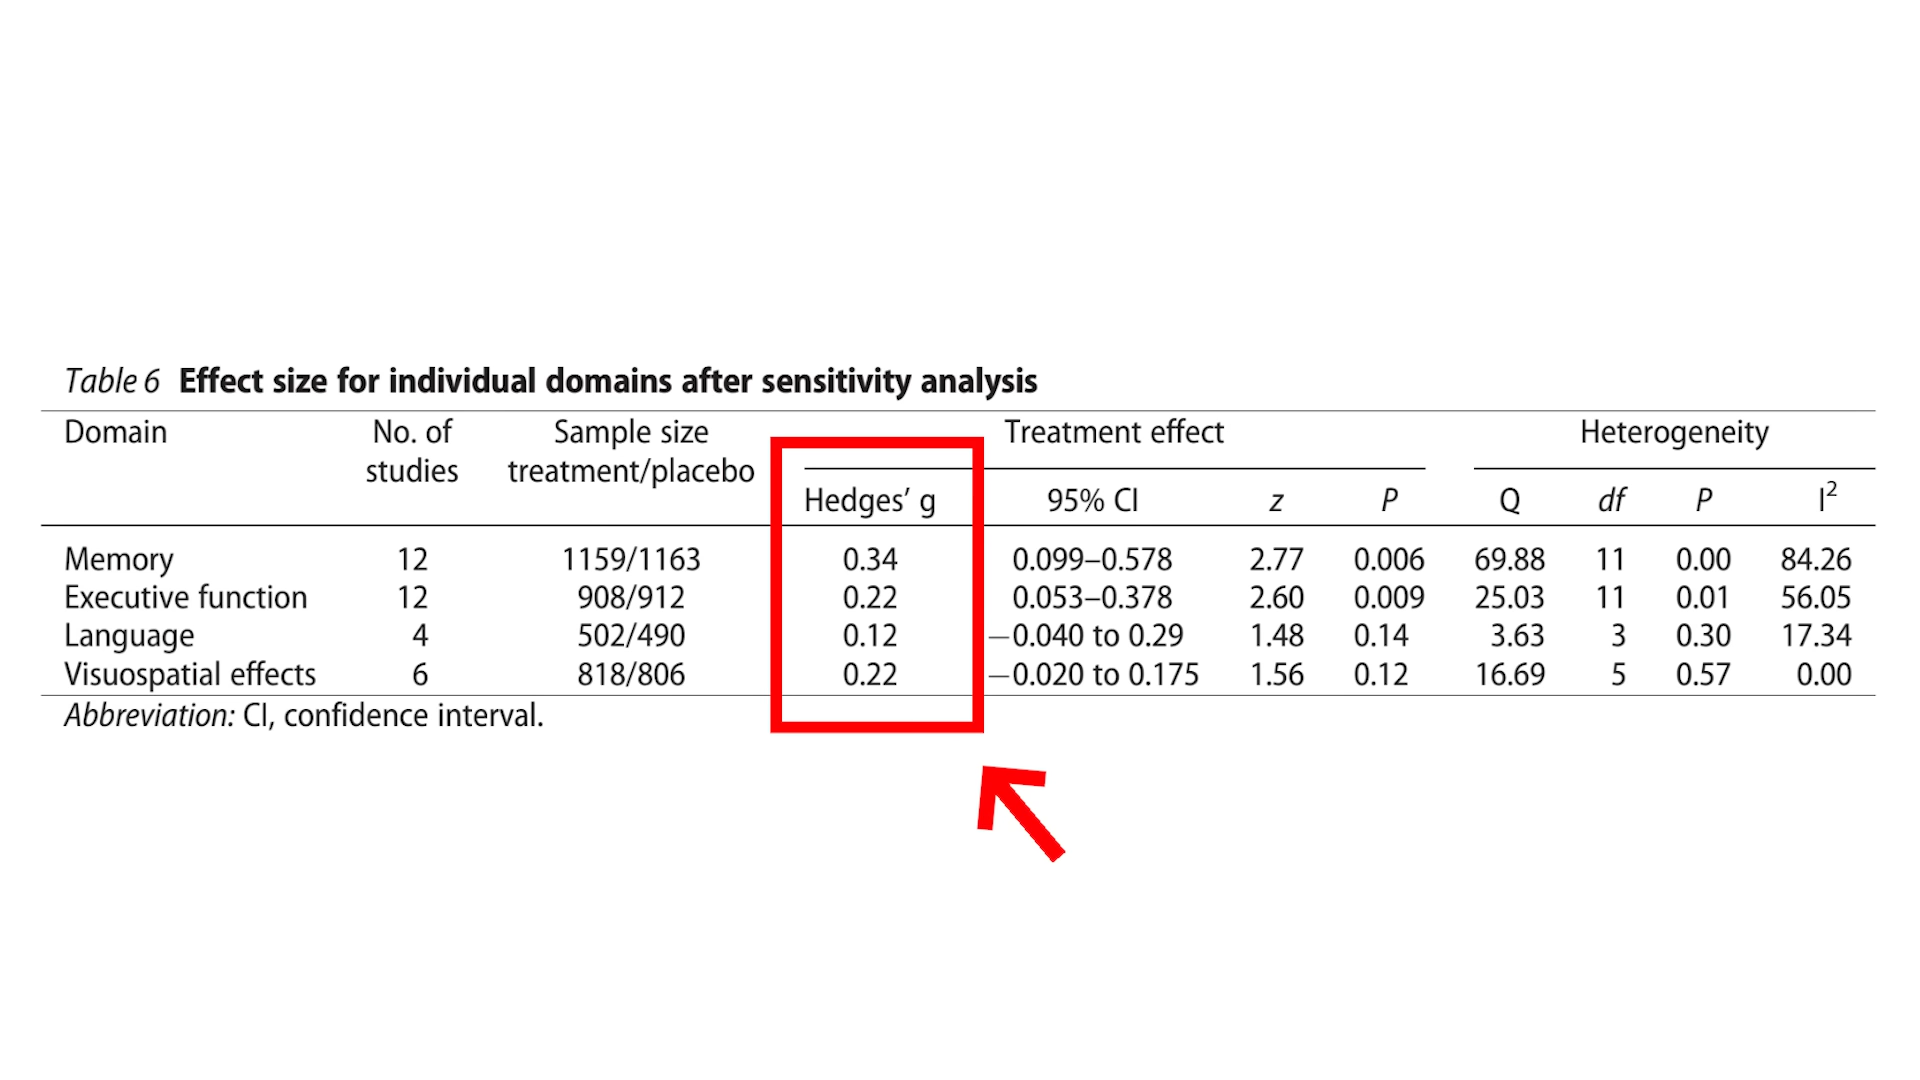 Table 6 Effect size for individual domains after sensitivity analysis
Domain No. of studies Sample size treatment/placebo Treatment effect Heterogeneity
Hedges’ g 95% CI z P Q df P I²
Memory 12 1159/1163 0.34 0.099–0.578 2.77 0.006 69.88 11 0.00 84.26
Executive function 12 908/912 0.22 0.053–0.378 2.60 0.009 25.03 11 0.01 56.05
Language 4 502/490 0.12 −0.040 to 0.29 1.48 0.14 3.63 3 0.30 17.34
Visuospatial effects 6 818/806 0.22 −0.020 to 0.175 1.56 0.12 16.69 5 0.57 0.00
Abbreviation: CI, confidence interval.